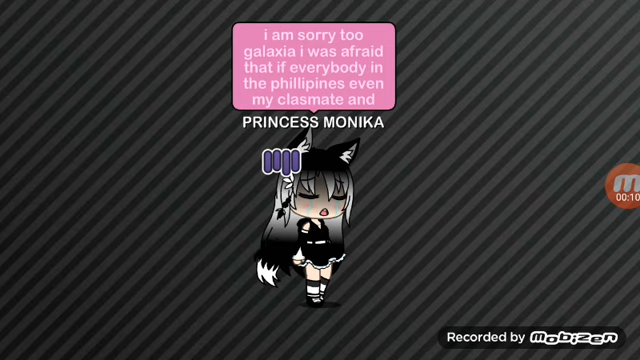 i am sorry too
galaxia i was afraid
that if everybody in
the phillipines even
my clasmate and
PRINCESS MONIKA
00:10
Recorded by mobizen